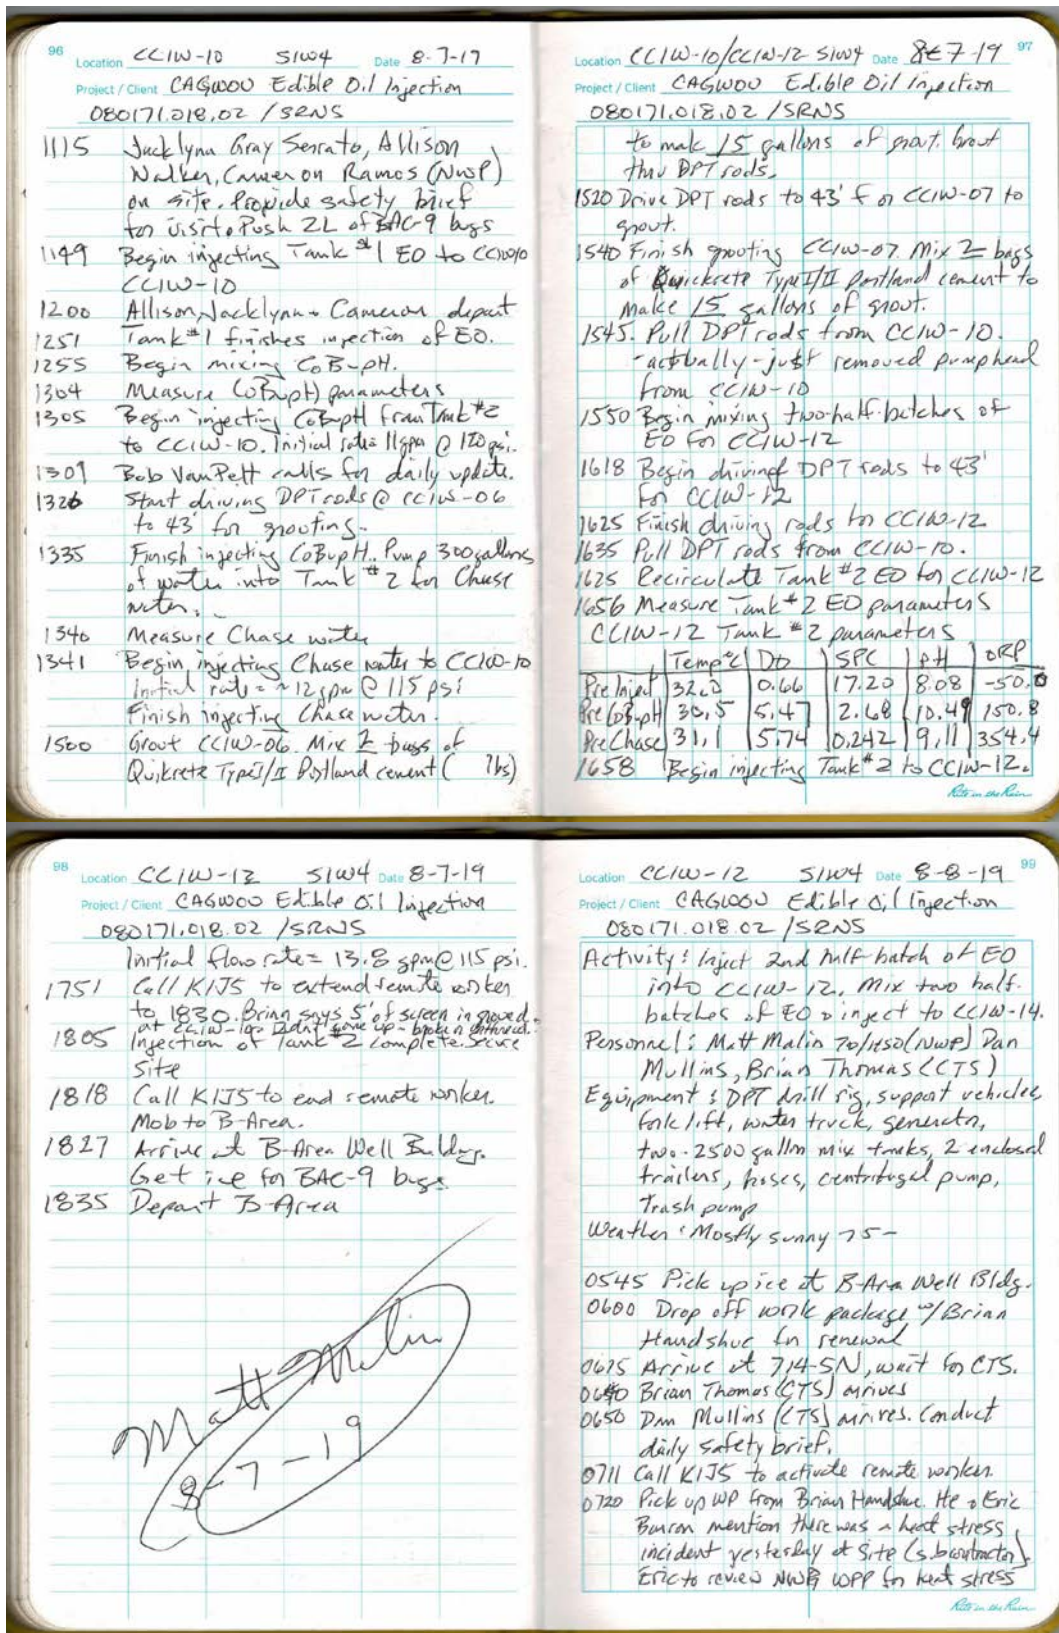 96
Location CCIW-10 SIW4 Date 8-7-19
Project / Client CAGWOU Edible Oil Injection
080171.018.02 / SRNS
1115 Jacklynn Gray Serrato, Allison
Walker, Cameron Ramos (NWP)
on site. Provide safety brief
for visit. Push 2L of BAC-9 bugs
1149 Begin injecting Tank #1 EO to
CCIW-10
1200 Allison, Jacklynn + Cameron depart
1251 Tank #1 finishes injection of EO.
1255 Begin mixing CoBupH.
1304 Measure CoBupH parameters
1305 Begin injecting CoBupH from Tank #2
to CCIW-10. Initial rate = 11gpm @ 120 psi.
1309 Bob VanPelt calls for daily update.
1326 Start driving DPT rods @ CCIW-06
to 43' for grouting.
1335 Finish injecting CoBupH. Pump 300 gallons
of water into Tank #2 for Chase
water.
1340 Measure Chase water
1341 Begin injecting Chase water to CCIW-10
Initial rate = ~12 gpm @ 115 psi
Finish injecting Chase water.
1500 Grout CCIW-06. Mix 2 bags of
Quikrete Type I/II Portland cement ( lbs)
97
Location CCIW-10/CCIW-12 SIW4 Date 8-7-19
Project / Client CAGWOU Edible Oil Injection
080171.018.02 / SRNS
to make 15 gallons of grout. Grout
thru DPT rods.
1520 Drive DPT rods to 43' for CCIW-07 to
grout.
1540 Finish grouting CCIW-07. Mix 2 bags
of Quickrete Type I/II Portland cement to
make 15 gallons of grout.
1545. Pull DPT rods from CCIW-10.
- actually - just removed pumphead
from CCIW-10
1550 Begin mixing two-half-batches of
EO for CCIW-12
1618 Begin driving DPT rods to 43'
for CCIW-12
1625 Finish driving rods for CCIW-12
1635 Pull DPT rods from CCIW-10.
1625 Recirculate Tank #2 EO for CCIW-12
1656 Measure Tank #2 EO parameters
CCIW-12 Tank #2 parameters
Temp °C DO SPC pH ORP
Pre Inject 32.0 0.66 17.20 8.08 -50.0
Pre CoBupH 30.5 5.47 2.68 10.49 150.8
Pre Chase 31.1 5.74 0.242 9.11 354.4
1658 Begin injecting Tank #2 to CCIW-12.
Rite in the Rain
98
Location CCIW-12 SIW4 Date 8-7-19
Project / Client CAGWOU Edible Oil Injection
080171.018.02 / SRNS
Initial flow rate = 13.8 gpm @ 115 psi.
1751 Call K1J5 to extend remote worker
to 1830. Brian says 5' of screen in ground
at CCIW-10. Didn't come up - broken @ thread.
1805 Injection of Tank #2 complete. Secure
site
1818 Call K1J5 to end remote worker.
Mob to B-Area.
1827 Arrive at B-Area Well Building.
Get ice for BAC-9 bugs
1835 Depart B-Area
Matt Malin
8-7-19
99
Location CCIW-12 SIW4 Date 8-8-19
Project / Client CAGWOU Edible Oil Injection
080171.018.02 / SRNS
Activity: Inject 2nd half batch of EO
into CCIW-12. Mix two half-
batches of EO & inject to CCIW-14.
Personnel: Matt Malin TO/HSO (NWP) Dan
Mullins, Brian Thomas (CTS)
Equipment: DPT drill rig, support vehicles,
fork lift, water truck, generator,
two-2500 gallon mix tanks, 2 enclosed
trailers, hoses, centrifugal pump,
trash pump
Weather: Mostly sunny 75-
0545 Pick up ice at B-Area Well Bldg.
0600 Drop off work package w/ Brian
Handshue for renewal
0625 Arrive at 714-5N, wait for CTS.
0640 Brian Thomas (CTS) arrives
0650 Dan Mullins (CTS) arrives. Conduct
daily safety brief.
0711 Call K1J5 to activate remote worker.
0720 Pick up WP from Brian Handshue. He & Eric
mention there was a heat stress
incident yesterday at site (subcontractor).
Eric to review NWP WPP for heat stress
Rite in the Rain